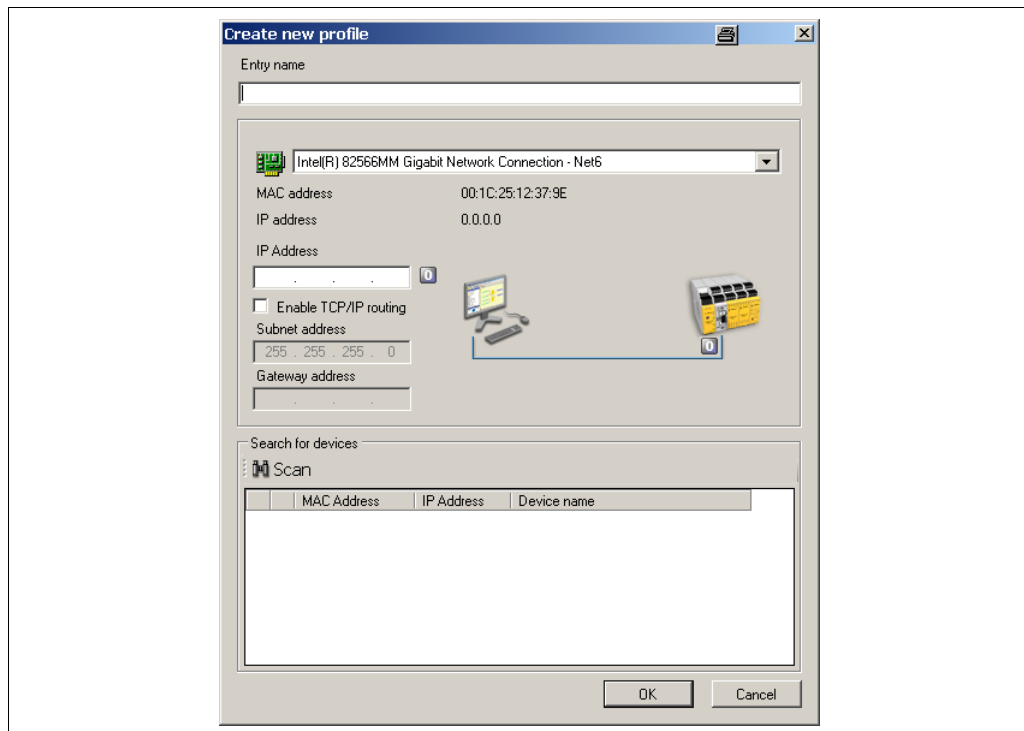 Create new profile
Entry name
Intel(R) 82566MM Gigabit Network Connection - Net6
MAC address 00:1C:25:12:37:9E
IP address 0.0.0.0
IP Address
. . . 0
Enable TCP/IP routing
Subnet address
255 . 255 . 255 . 0
0
Gateway address
. . .
Search for devices
Scan
MAC Address IP Address Device name
OK Cancel